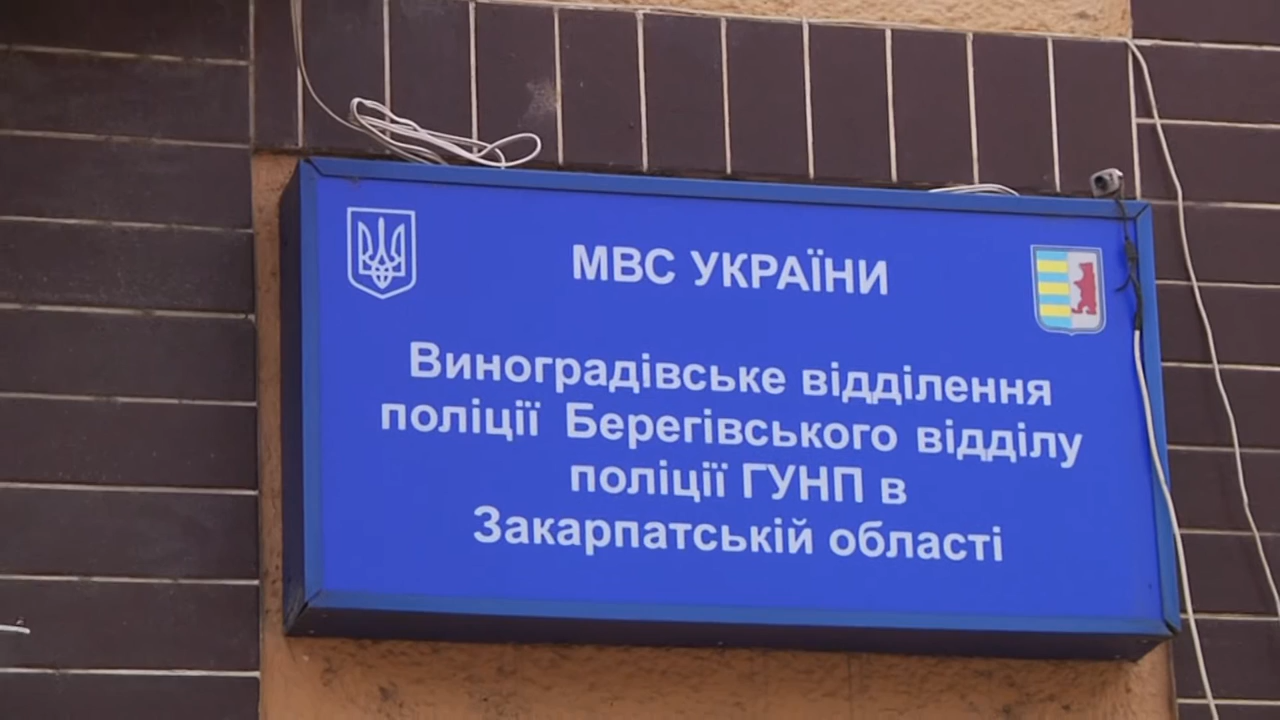 МВС УКРАЇНИ
Виноградівське відділення
поліції Берегівського відділу
поліції ГУНП в
Закарпатській області